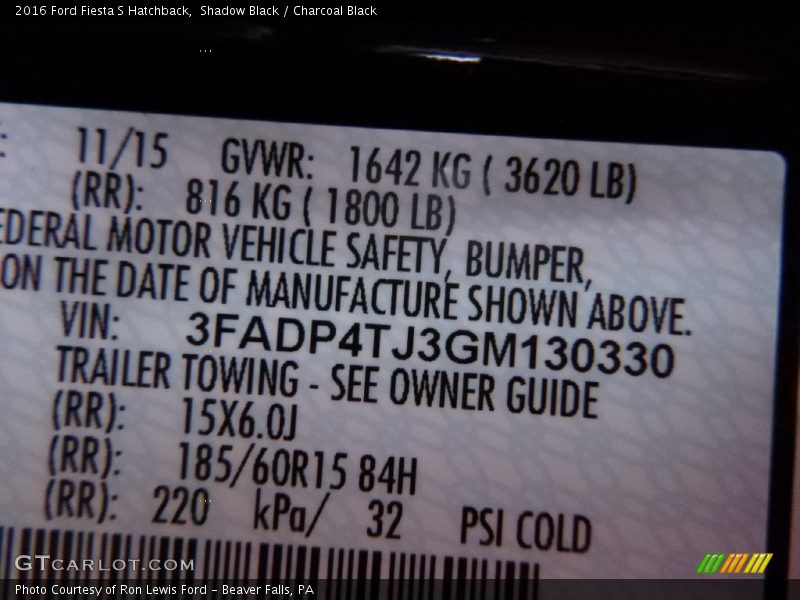 2016 Ford Fiesta S Hatchback, Shadow Black / Charcoal Black
11/15 GVWR: 1642 KG ( 3620 LB)
(RR): 816 KG ( 1800 LB)
MOTOR VEHICLE SAFETY, BUMPER,
ON THE DATE OF MANUFACTURE SHOWN ABOVE.
VIN: 3FADP4TJ3GM130330
TRAILER TOWING - SEE OWNER GUIDE
(RR): 15X6.0J
(RR): 185/60R15 84H
(RR): 220 kPa/ 32 PSI COLD
GTCARLOT.COM
Photo Courtesy of Ron Lewis Ford - Beaver Falls, PA